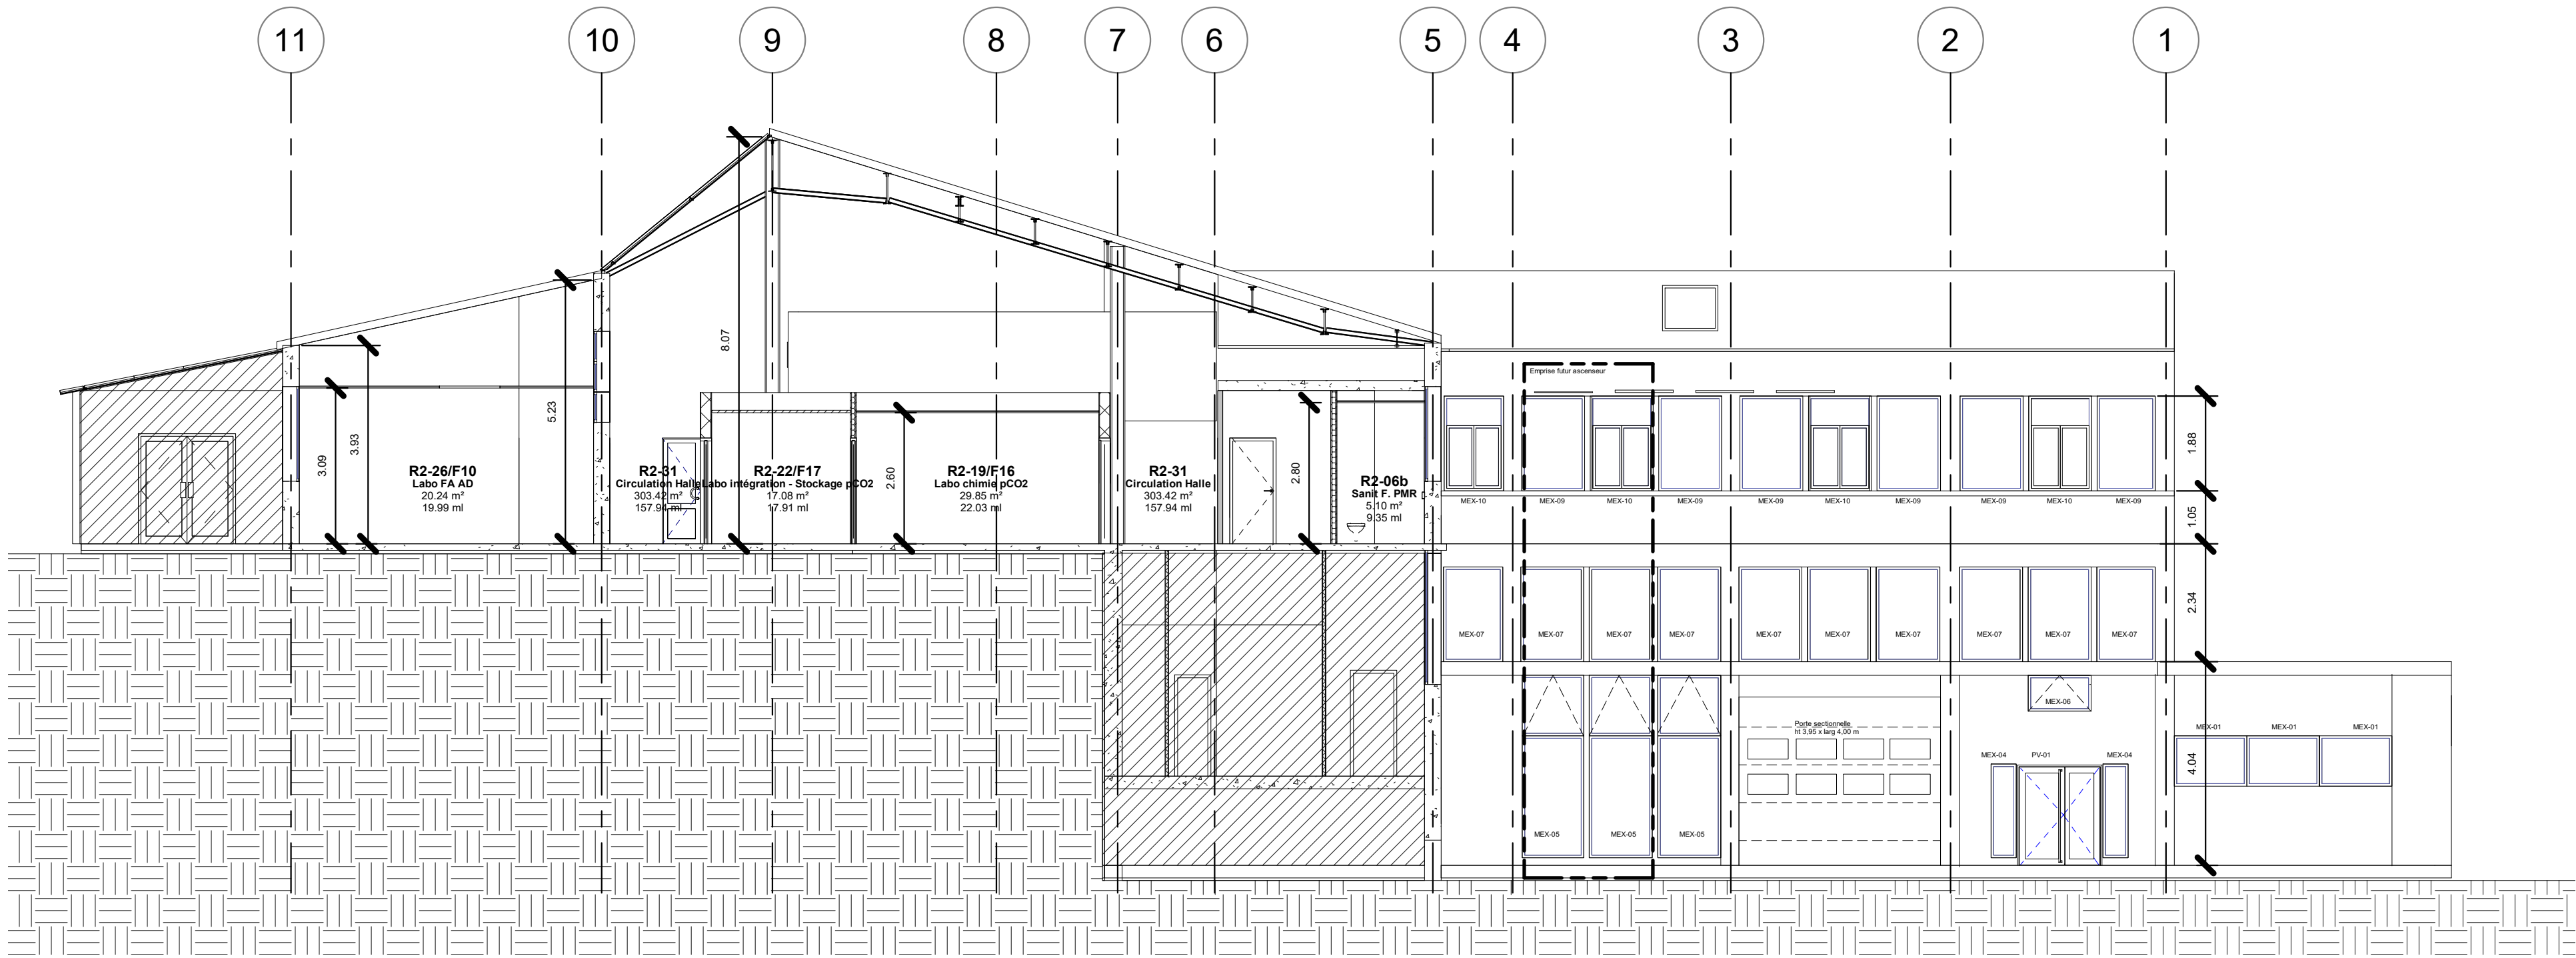 11 10 9 8 7 6 5 4 3 2 1
Emprise futur ascenseur
8.07
5.23
3.93
3.09
2.60
2.80
1.88
1.05
2.34
4.04
R2-26/F10
Labo FA AD
20.24 m²
19.99 ml
R2-31
Circulation Halle
303.42 m²
157.94 ml
R2-22/F17
Labo intégration - Stockage pCO2
17.08 m²
17.91 ml
R2-19/F16
Labo chimie pCO2
29.85 m²
22.03 ml
R2-31
Circulation Halle
303.42 m²
157.94 ml
R2-06b
Sanit F. PMR
5.10 m²
9.35 ml
MEX-10 MEX-09 MEX-10 MEX-09 MEX-09 MEX-10 MEX-09 MEX-09 MEX-10 MEX-09
MEX-07 MEX-07 MEX-07 MEX-07 MEX-07 MEX-07 MEX-07 MEX-07 MEX-07 MEX-07
MEX-06
Porte sectionnelle
ht 3,95 x larg 4,00 m
MEX-01 MEX-01 MEX-01
MEX-04 PV-01 MEX-04
MEX-05 MEX-05 MEX-05